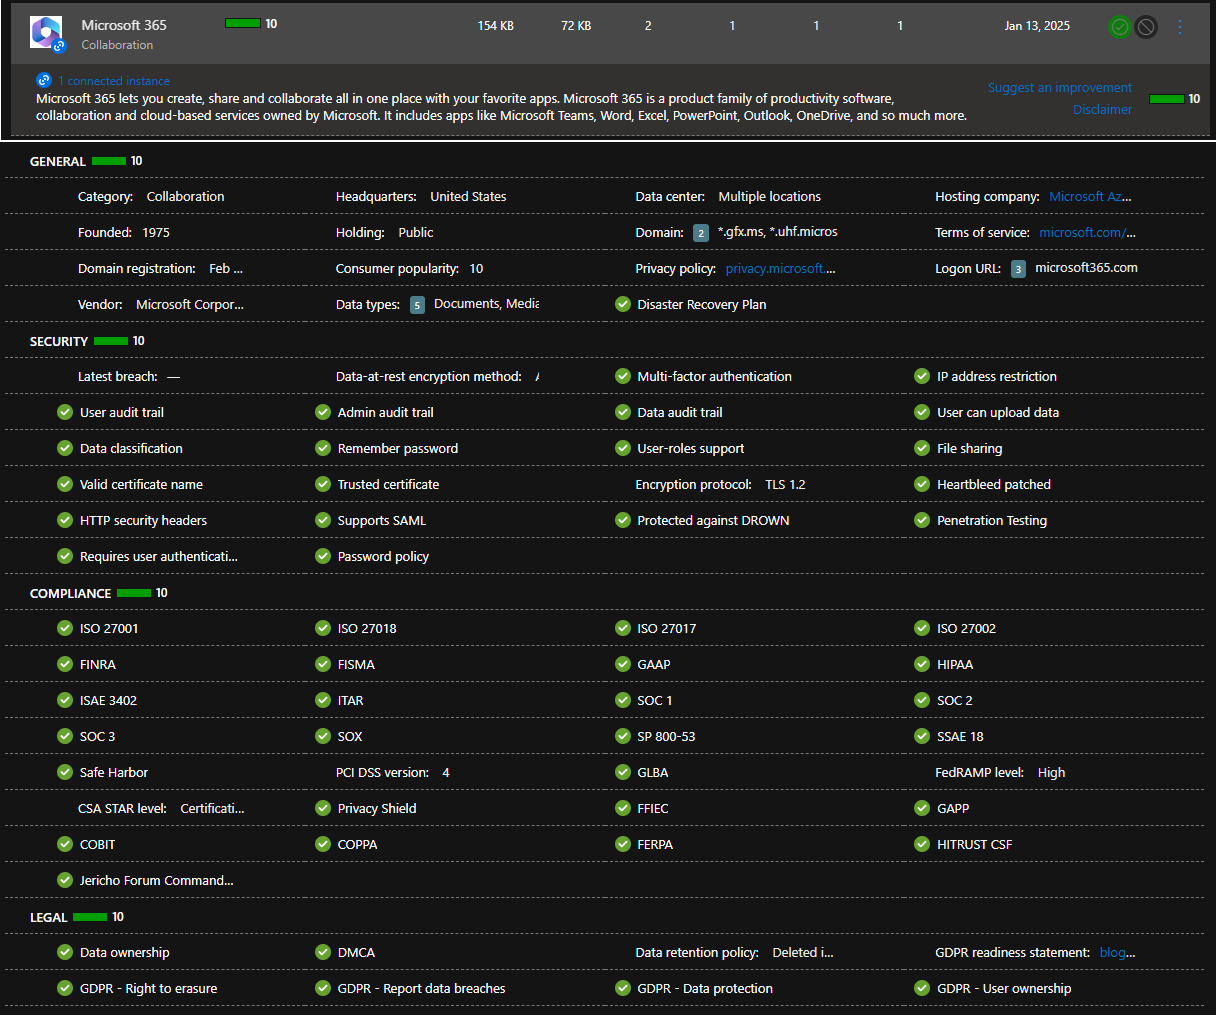 Microsoft 365 10 154 KB 72 KB 2 1 1 1 Jan 13, 2025
Collaboration
1 connected instance
Suggest an improvement 10
Microsoft 365 lets you create, share and collaborate all in one place with your favorite apps. Microsoft 365 is a product family of productivity software,
Disclaimer
collaboration and cloud-based services owned by Microsoft. It includes apps like Microsoft Teams, Word, Excel, PowerPoint, Outlook, OneDrive, and so much more.
GENERAL 10
Category: Collaboration Headquarters: United States Data center: Multiple locations Hosting company: Microsoft Az...
Founded: 1975 Holding: Public Domain: 2 *.gfx.ms, *.uhf.micros Terms of service: microsoft.com/...
Domain registration: Feb ... Consumer popularity: 10 Privacy policy: privacy.microsoft.... Logon URL: 3 microsoft365.com
Vendor: Microsoft Corpor... Data types: 5 Documents, Media Disaster Recovery Plan
SECURITY 10
Latest breach: — Data-at-rest encryption method: Multi-factor authentication IP address restriction
User audit trail Admin audit trail Data audit trail User can upload data
Data classification Remember password User-roles support File sharing
Valid certificate name Trusted certificate Encryption protocol: TLS 1.2 Heartbleed patched
HTTP security headers Supports SAML Protected against DROWN Penetration Testing
Requires user authenticati... Password policy
COMPLIANCE 10
ISO 27001 ISO 27018 ISO 27017 ISO 27002
FINRA FISMA GAAP HIPAA
ISAE 3402 ITAR SOC 1 SOC 2
SOC 3 SOX SP 800-53 SSAE 18
Safe Harbor PCI DSS version: 4 GLBA FedRAMP level: High
CSA STAR level: Certificati... Privacy Shield FFIEC GAPP
COBIT COPPA FERPA HITRUST CSF
Jericho Forum Command...
LEGAL 10
Data ownership DMCA Data retention policy: Deleted i... GDPR readiness statement: blog...
GDPR - Right to erasure GDPR - Report data breaches GDPR - Data protection GDPR - User ownership